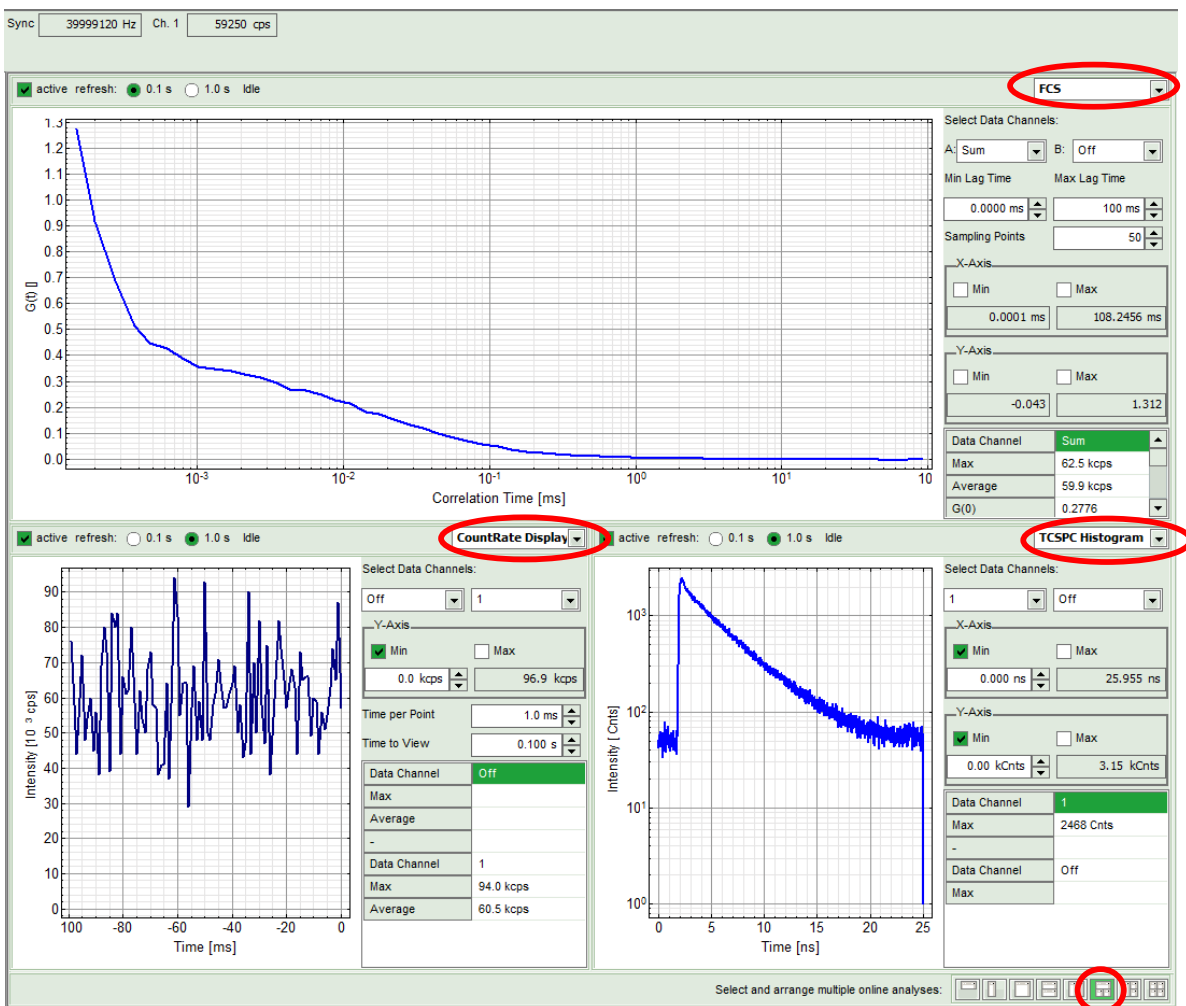 Sync 39999120 Hz Ch. 1 59250 cps
active refresh: 0.1 s 1.0 s Idle FCS
1.3
1.2
1.1
1.0
0.9
0.8
0.7
0.6
0.5
0.4
0.3
0.2
0.1
0.0
G(t) []
10-3 10-2 10-1 100 101 10
Correlation Time [ms]
Select Data Channels:
A: Sum B: Off
Min Lag Time Max Lag Time
0.0000 ms 100 ms
Sampling Points 50
X-Axis
Min Max
0.0001 ms 108.2456 ms
Y-Axis
Min Max
-0.043 1.312
Data Channel Sum
Max 62.5 kcps
Average 59.9 kcps
G(0) 0.2776
active refresh: 0.1 s 1.0 s Idle CountRate Display
90
80
70
60
50
40
30
20
10
0
Intensity [10 3 cps]
100 -80 -60 -40 -20 0
Time [ms]
Select Data Channels:
Off 1
Y-Axis
Min Max
0.0 kcps 96.9 kcps
Time per Point 1.0 ms
Time to View 0.100 s
Data Channel Off
Max
Average
-
Data Channel 1
Max 94.0 kcps
Average 60.5 kcps
active refresh: 0.1 s 1.0 s Idle TCSPC Histogram
103
102
101
100
Intensity [ Cnts]
0 5 10 15 20 25
Time [ns]
Select Data Channels:
1 Off
X-Axis
Min Max
0.000 ns 25.955 ns
Y-Axis
Min Max
0.00 kCnts 3.15 kCnts
Data Channel 1
Max 2468 Cnts
-
Data Channel Off
Max
Select and arrange multiple online analyses: